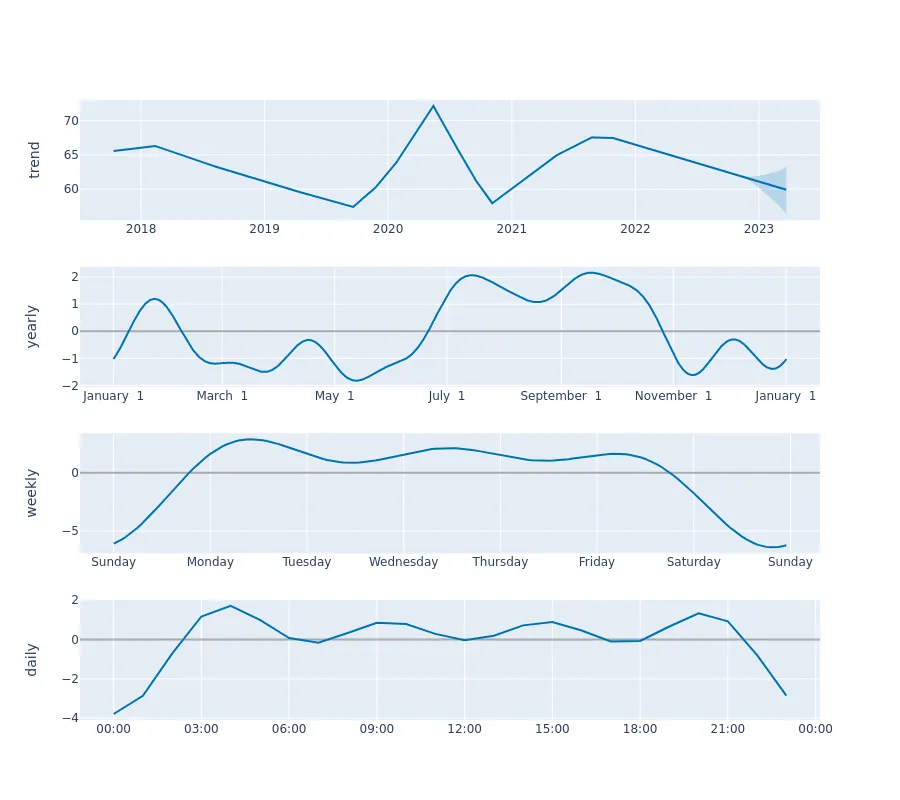 trend
70
65
60
2018 2019 2020 2021 2022 2023
yearly
2
1
0
−1
−2
January 1 March 1 May 1 July 1 September 1 November 1 January 1
weekly
0
−5
Sunday Monday Tuesday Wednesday Thursday Friday Saturday Sunday
daily
2
0
−2
−4
00:00 03:00 06:00 09:00 12:00 15:00 18:00 21:00 00:00